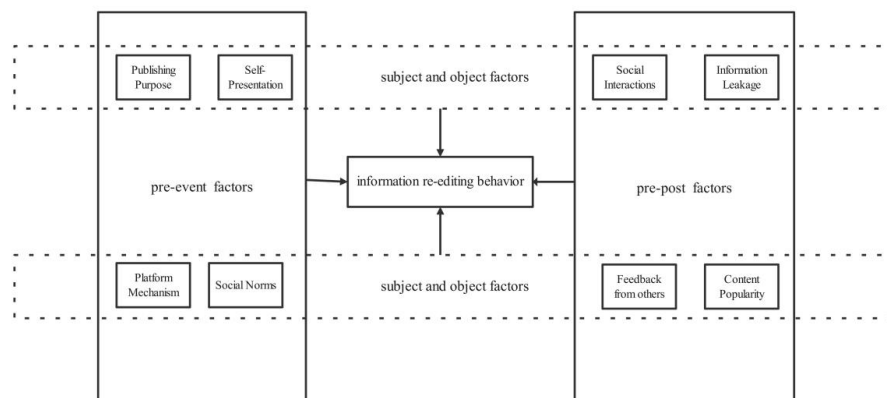 Publishing
Purpose
Self-
Presentation
subject and object factors
Social
Interactions
Information
Leakage
pre-event factors
information re-editing behavior
pre-post factors
Platform
Mechanism
Social Norms
subject and object factors
Feedback
from others
Content
Popularity